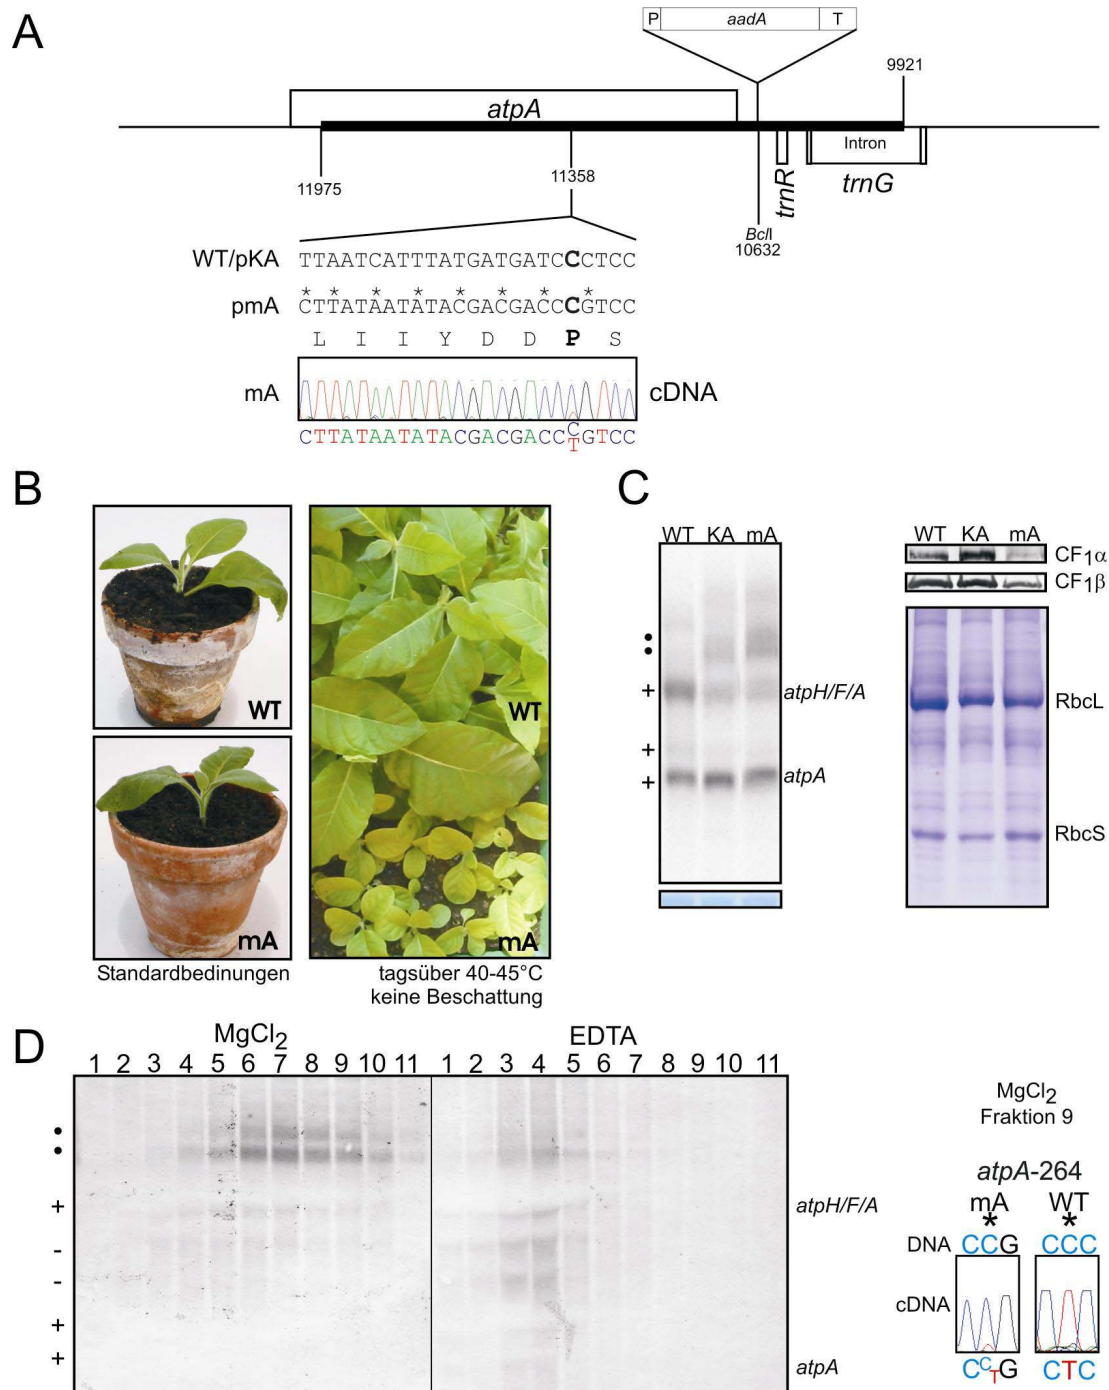 A
P aadA T
9921
atpA
Intron
11975
11358
trnR
trnG
BclI
10632
WT/pKA TTAATCATTTATGATGATCCCTCC
* * * * * * * *
pmA CTTATAATATACGACGACCCGTCC
L I I Y D D P S
mA cDNA
CTTATAATATACGACGACCCGTCC
T
B
WT
mA
Standardbedinungen
WT
mA
tagsüber 40-45°C
keine Beschattung
C
WT KA mA
•
•
+ atpH/F/A
+
+ atpA
WT KA mA
CF1α
CF1β
RbcL
RbcS
D
MgCl2 EDTA
1 2 3 4 5 6 7 8 9 10 11 1 2 3 4 5 6 7 8 9 10 11
•
•
+ atpH/F/A
-
-
+
+ atpA
MgCl2
Fraktion 9
atpA-264
mA WT
* *
DNA CCG CCC
cDNA
CCTG CTC